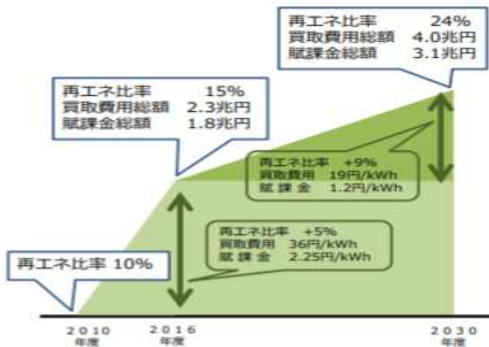 再エネ比率 24%
買取費用総額 4.0兆円
賦課金総額 3.1兆円
再エネ比率 15%
買取費用総額 2.3兆円
賦課金総額 1.8兆円
再エネ比率 +9%
買取費用 19円/kWh
賦課金 1.2円/kWh
再エネ比率 +5%
買取費用 36円/kWh
賦課金 2.25円/kWh
再エネ比率 10%
2010 2016 2030
年度 年度 年度